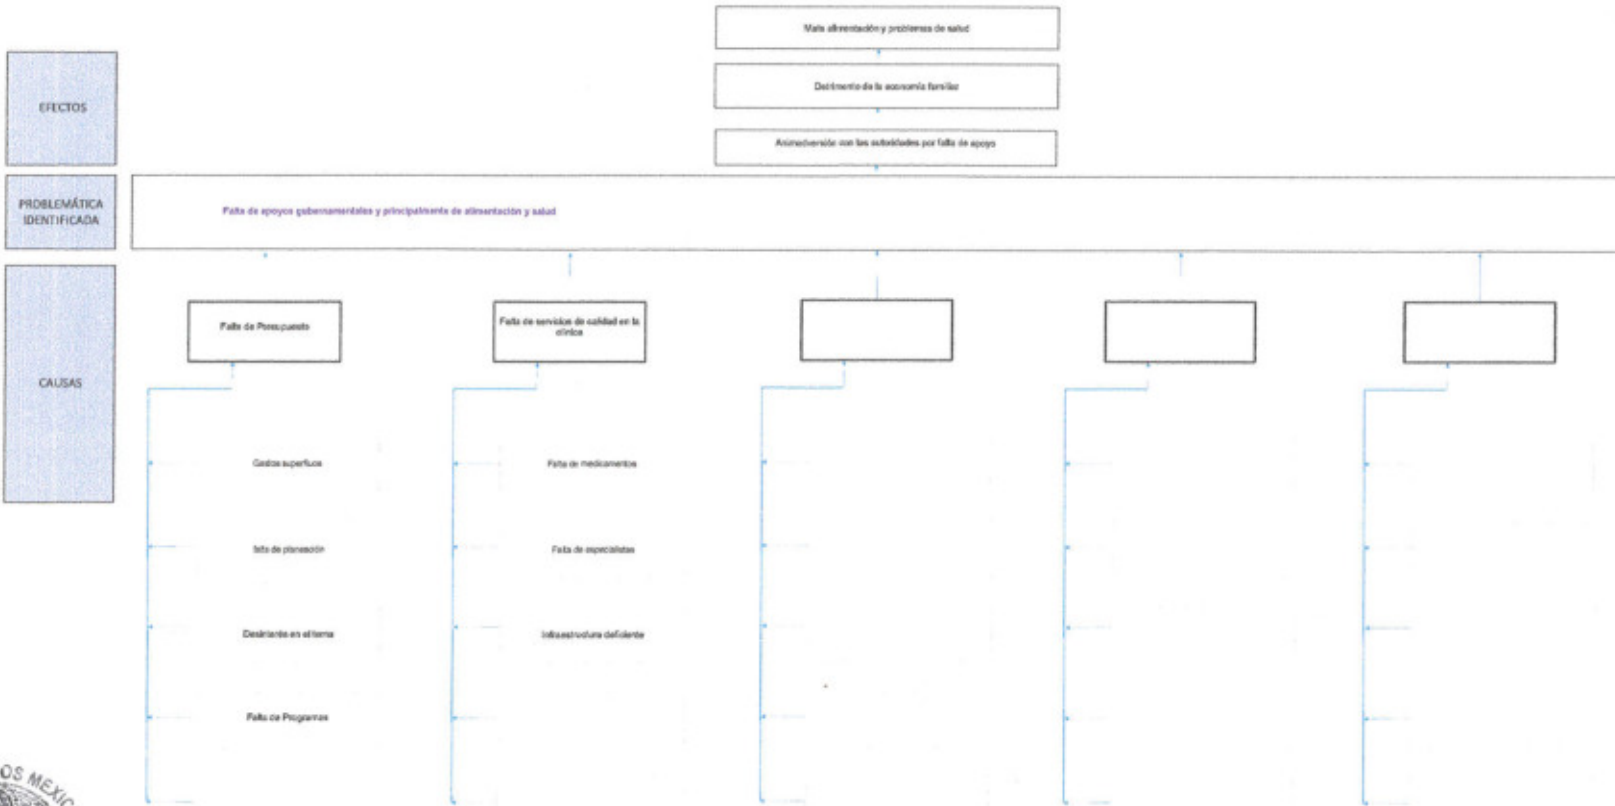 Mala alimentación y problemas de salud
Detrimento de la economía familiar
Animadversión con las autoridades por falta de apoyo
EFECTOS
PROBLEMÁTICA
IDENTIFICADA
Falta de apoyos gubernamentales y principalmente de alimentación y salud
CAUSAS
Falta de Presupuesto
Falta de servicios de calidad en la
clínica
Gastos superfluos
falta de planeación
Desinterés en el tema
Falta de Programas
Falta de medicamentos
Falta de especialistas
Infraestructura deficiente
OS MEXIC